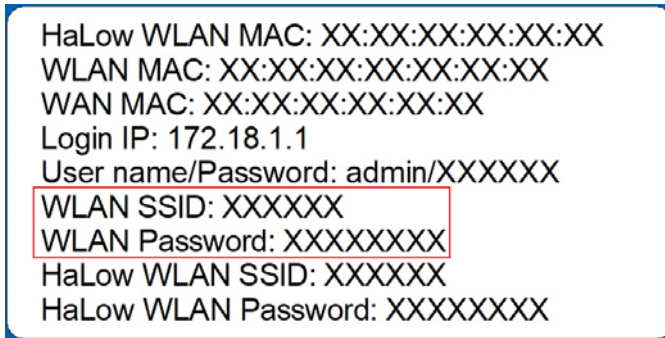 HaLow WLAN MAC: XX:XX:XX:XX:XX:XX
WLAN MAC: XX:XX:XX:XX:XX:XX:XX
WAN MAC: XX:XX:XX:XX:XX:XX
Login IP: 172.18.1.1
User name/Password: admin/XXXXXX
WLAN SSID: XXXXXX
WLAN Password: XXXXXXXX
HaLow WLAN SSID: XXXXXX
HaLow WLAN Password: XXXXXXXX